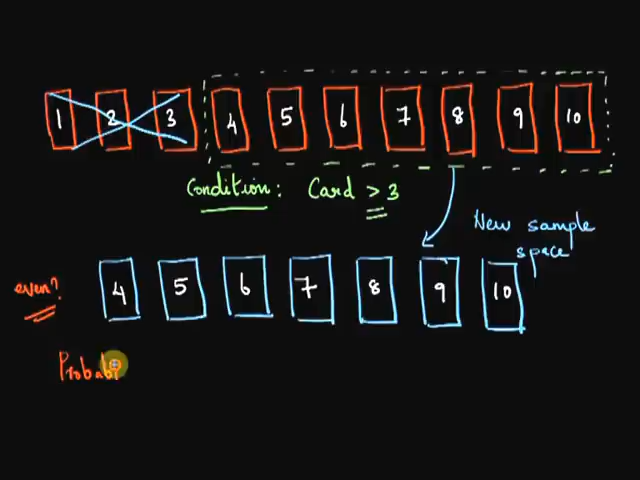 1 2 3 4 5 6 7 8 9 10
Condition: Card > 3
New sample
space
even? 4 5 6 7 8 9 10
Probabi